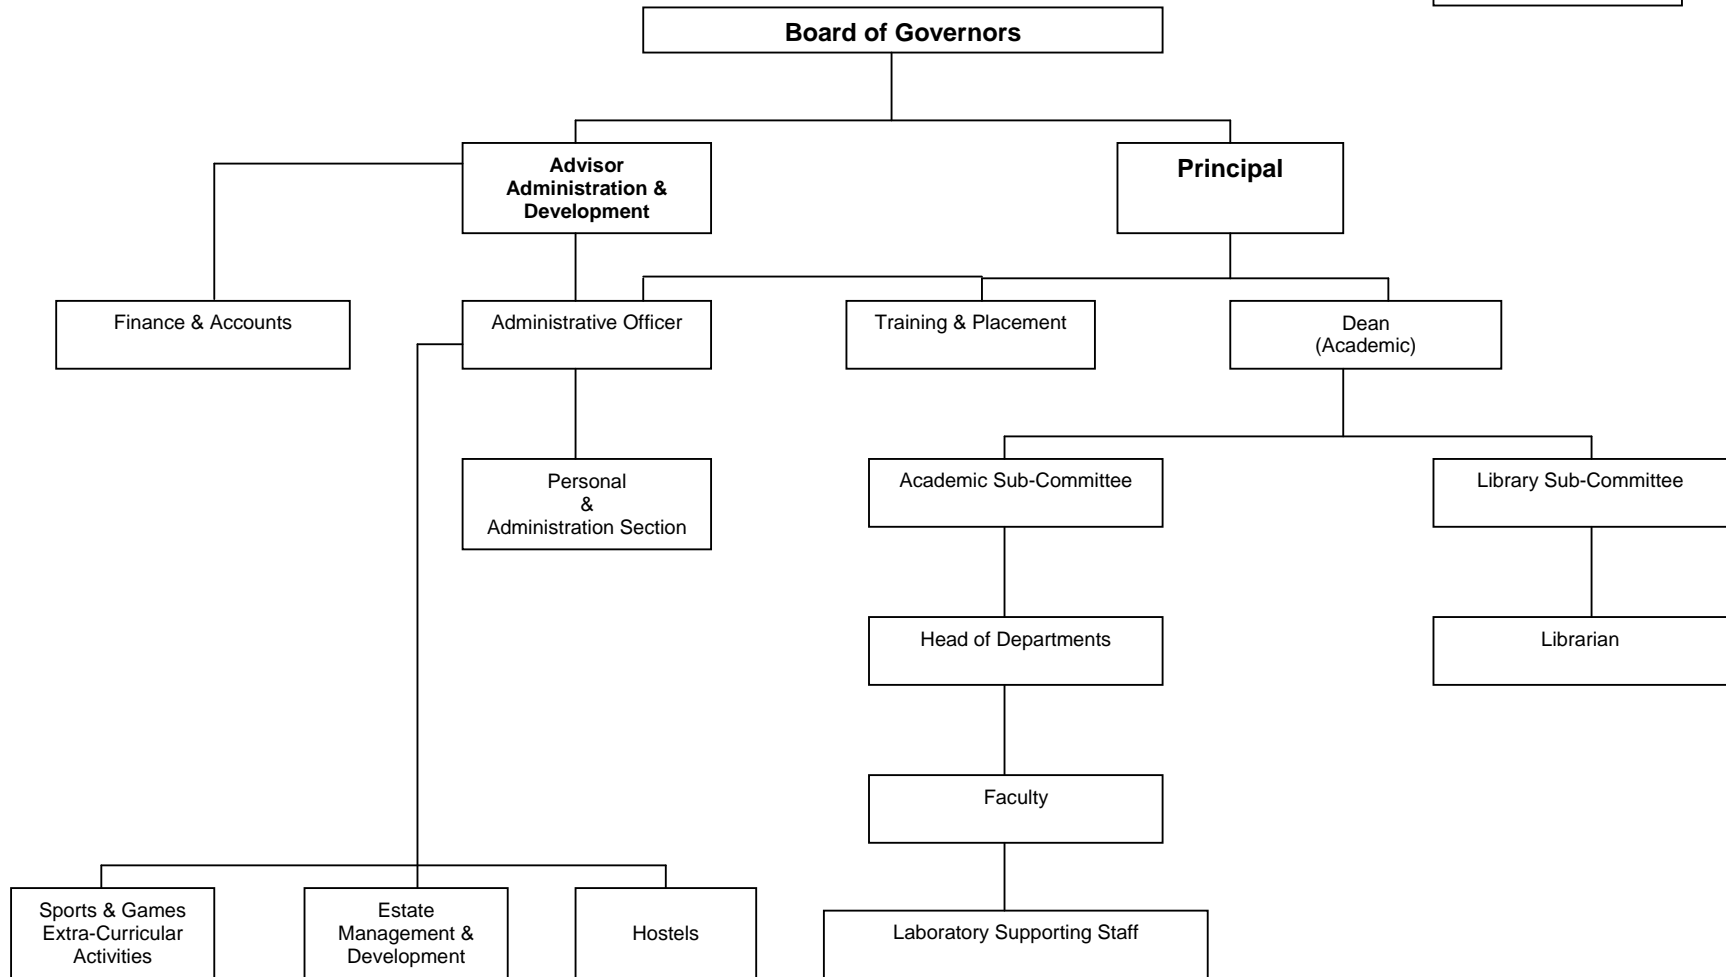 Board of Governors
Advisor
Administration &
Development
Principal
Finance & Accounts
Administrative Officer
Training & Placement
Dean
(Academic)
Personal
&
Administration Section
Academic Sub-Committee
Library Sub-Committee
Head of Departments
Librarian
Faculty
Sports & Games
Extra-Curricular
Activities
Estate
Management &
Development
Hostels
Laboratory Supporting Staff